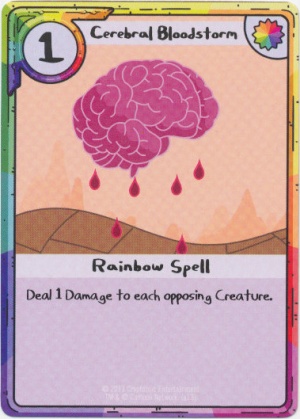 Cerebral Bloodstorm
1
Rainbow Spell
Deal 1 Damage to each opposing Creature.